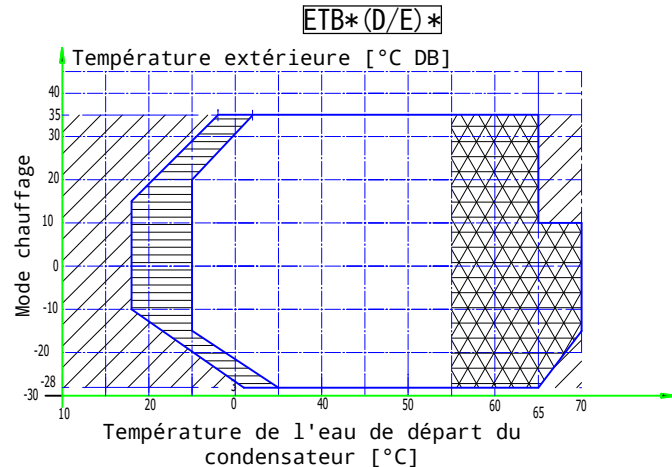 ETB*(D/E)*
Température extérieure [°C DB]
40
35
30
20
10
0
-10
-20
-28
-30
Mode chauffage
10 20 0 40 50 60 65 70
Température de l'eau de départ du
condensateur [°C]